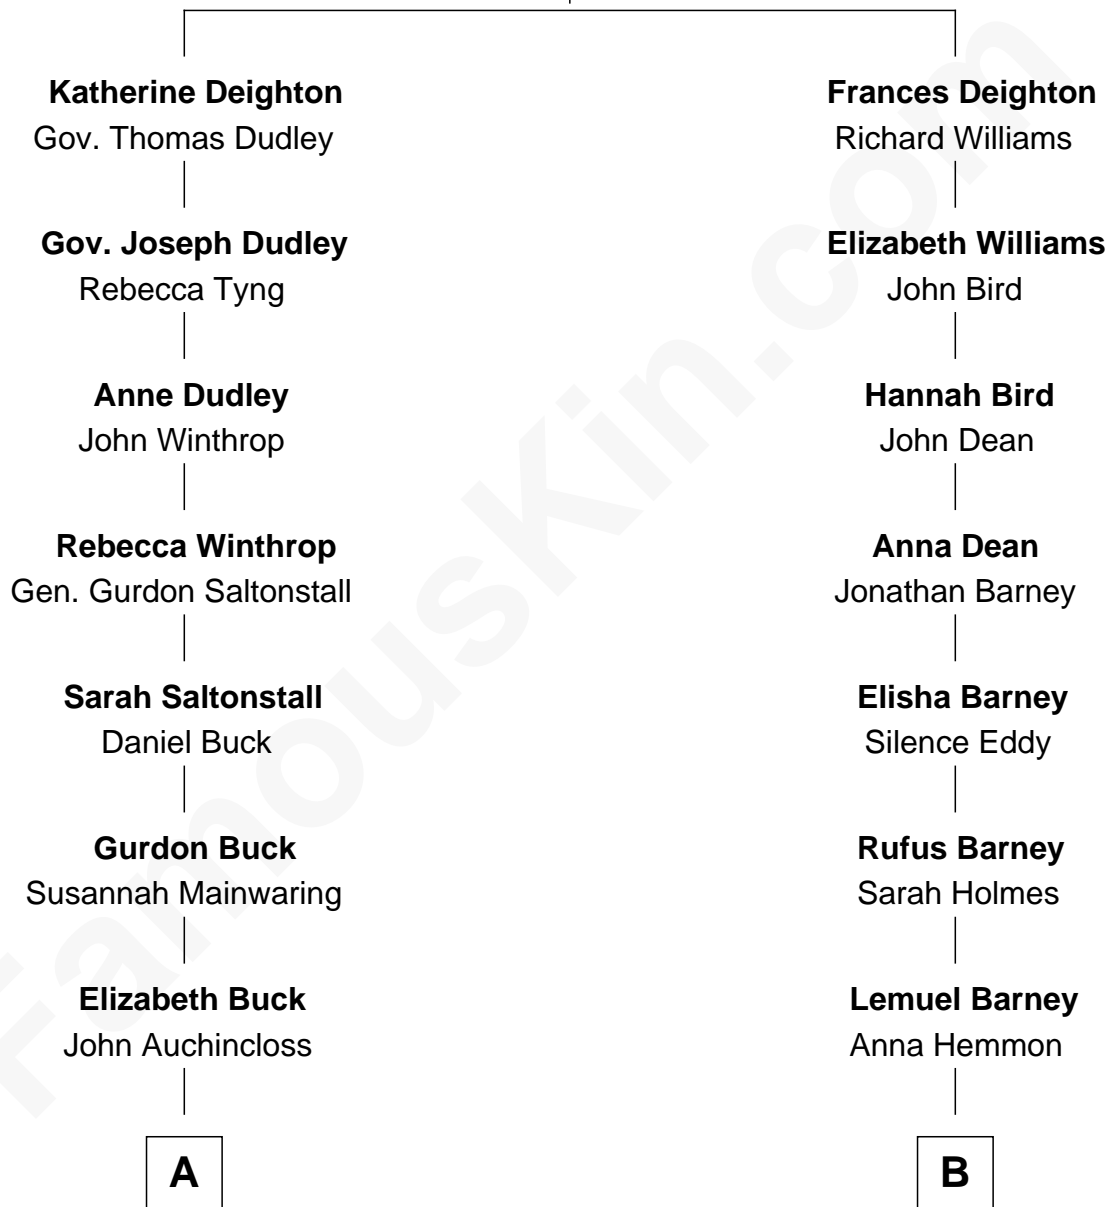 Katherine Deighton
Gov. Thomas Dudley
Frances Deighton
Richard Williams
Gov. Joseph Dudley
Rebecca Tyng
Elizabeth Williams
John Bird
Anne Dudley
John Winthrop
Hannah Bird
John Dean
Rebecca Winthrop
Gen. Gurdon Saltonstall
Anna Dean
Jonathan Barney
Sarah Saltonstall
Daniel Buck
Elisha Barney
Silence Eddy
Gurdon Buck
Susannah Mainwaring
Rufus Barney
Sarah Holmes
Elizabeth Buck
John Auchincloss
Lemuel Barney
Anna Hemmon
A
B
FamousKin.com